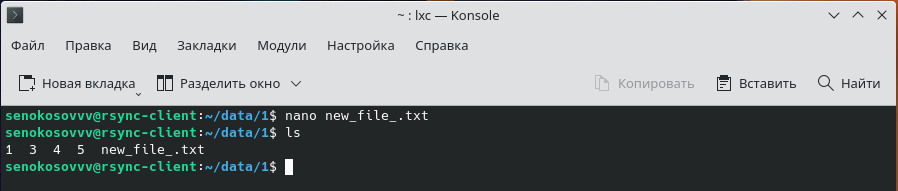 ~ : lxc — Konsole
Файл Правка Вид Закладки Модули Настройка Справка
Новая вкладка Разделить окно Копировать Вставить Найти
senokosovvv@rsync-client:~/data/1$ nano new_file_.txt
senokosovvv@rsync-client:~/data/1$ ls
1  3  4  5  new_file_.txt
senokosovvv@rsync-client:~/data/1$